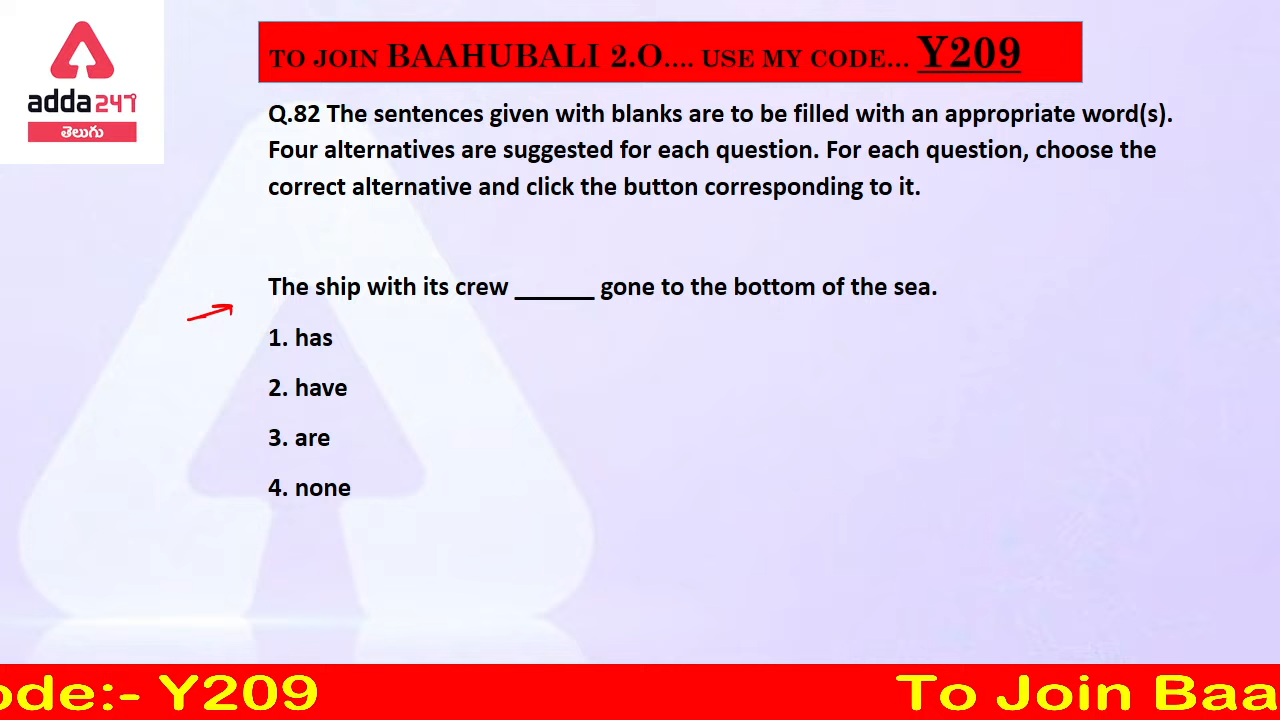 TO JOIN BAAHUBALI 2.O.... USE MY CODE... Y209
adda247
తెలుగు
Q.82 The sentences given with blanks are to be filled with an appropriate word(s).
Four alternatives are suggested for each question. For each question, choose the
correct alternative and click the button corresponding to it.
The ship with its crew ______ gone to the bottom of the sea.
1. has
2. have
3. are
4. none
ode:- Y209
To Join Baa